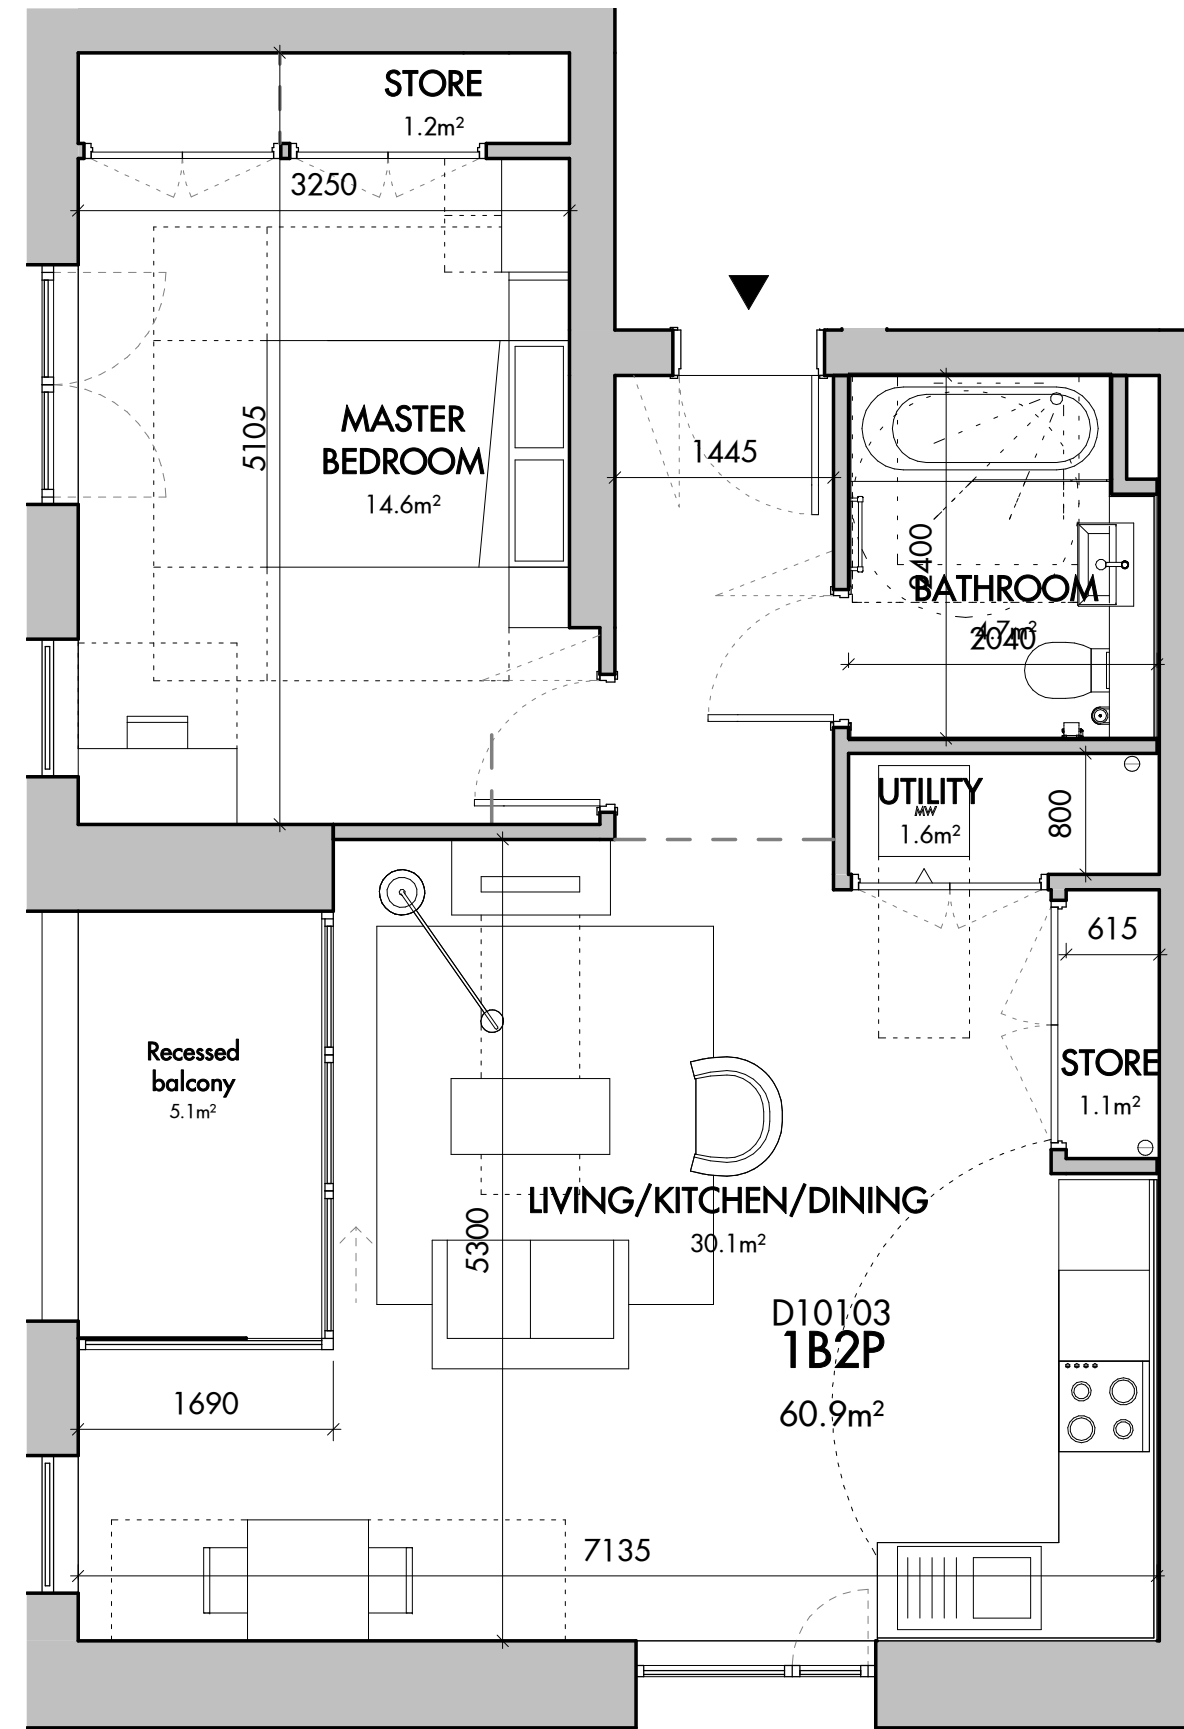 STORE
1.2m²
3250
5105
MASTER
BEDROOM
14.6m²
1445
2400
BATHROOM
4.7m²
2040
UTILITY
MW
1.6m²
800
615
STORE
1.1m²
Recessed
balcony
5.1m²
LIVING/KITCHEN/DINING
30.1m²
5300
D10103
1B2P
60.9m²
1690
7135